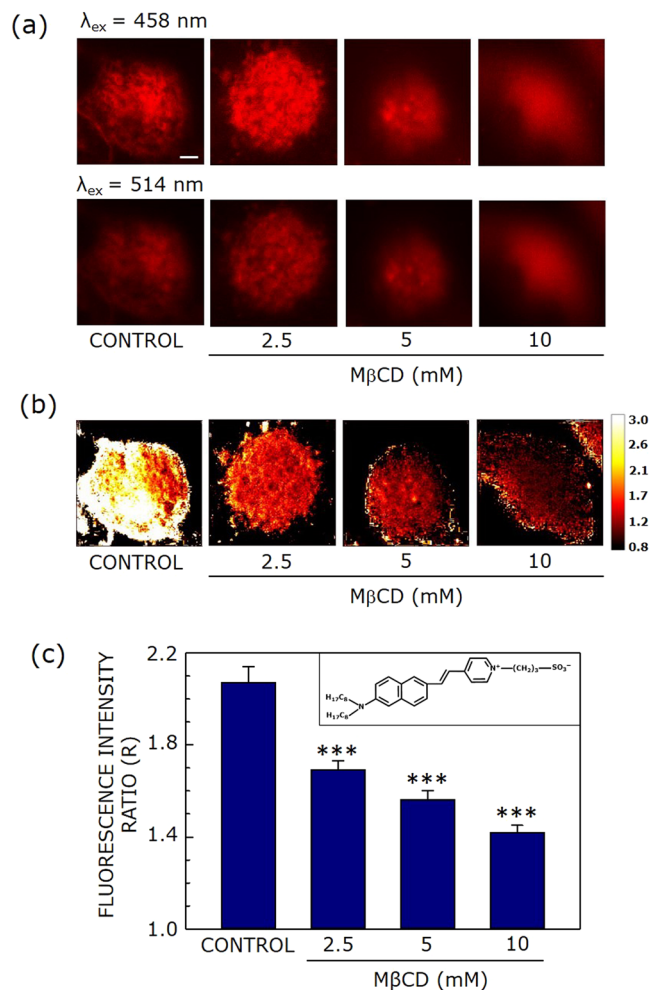 (a)
λex = 458 nm
λex = 514 nm
CONTROL 2.5 5 10
MβCD (mM)
(b)
3.0
2.6
2.1
1.7
1.2
0.8
CONTROL 2.5 5 10
MβCD (mM)
(c)
FLUORESCENCE INTENSITY
RATIO (R)
2.2
1.8
1.4
1.0
H17C8
H17C8
N
N+ (CH2)3 SO3−
***
***
***
CONTROL 2.5 5 10
MβCD (mM)